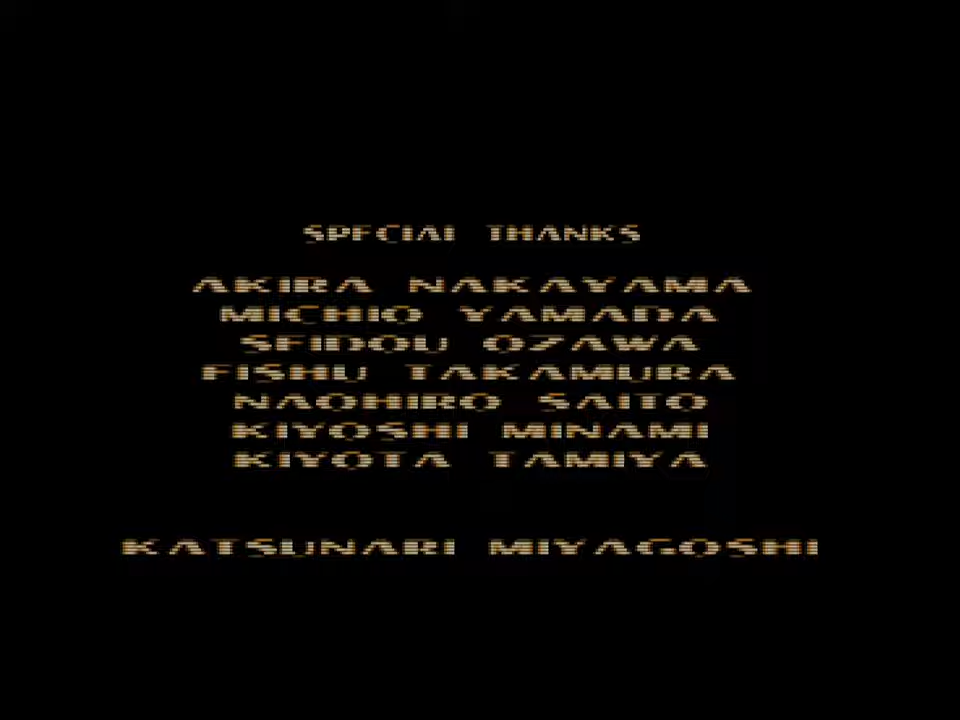 SPECIAL THANKS
AKIRA NAKAYAMA
MICHIO YAMADA
SEIDOU OZAWA
EISHU TAKAMURA
NAOHIRO SAITO
KIYOSHI MINAMI
KIYOTA TAMIYA
KATSUNARI MIYAGOSHI